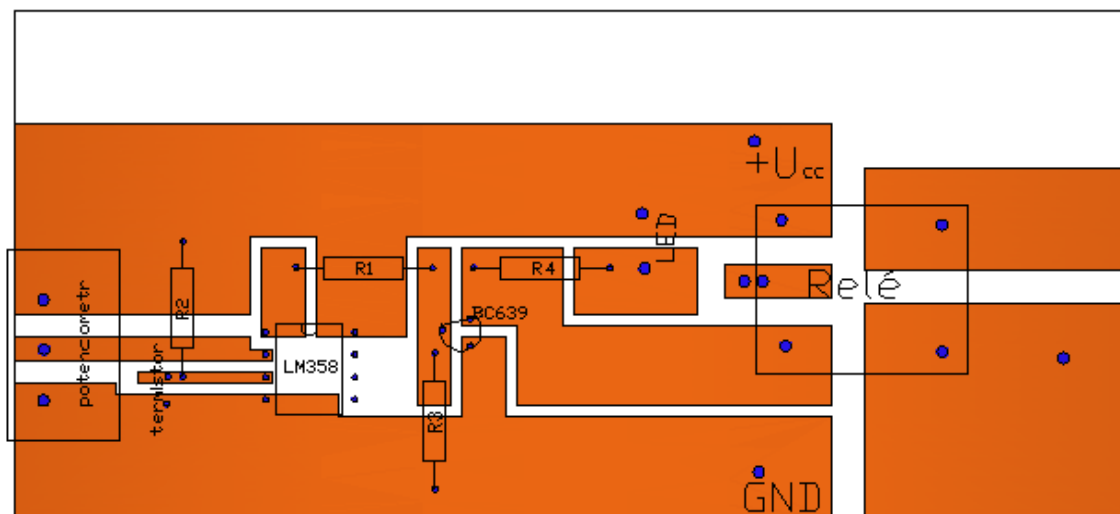 +Ucc
LED
R1
R4
Relé
potenciometr
R2
BC639
termistor
LM358
R3
GND